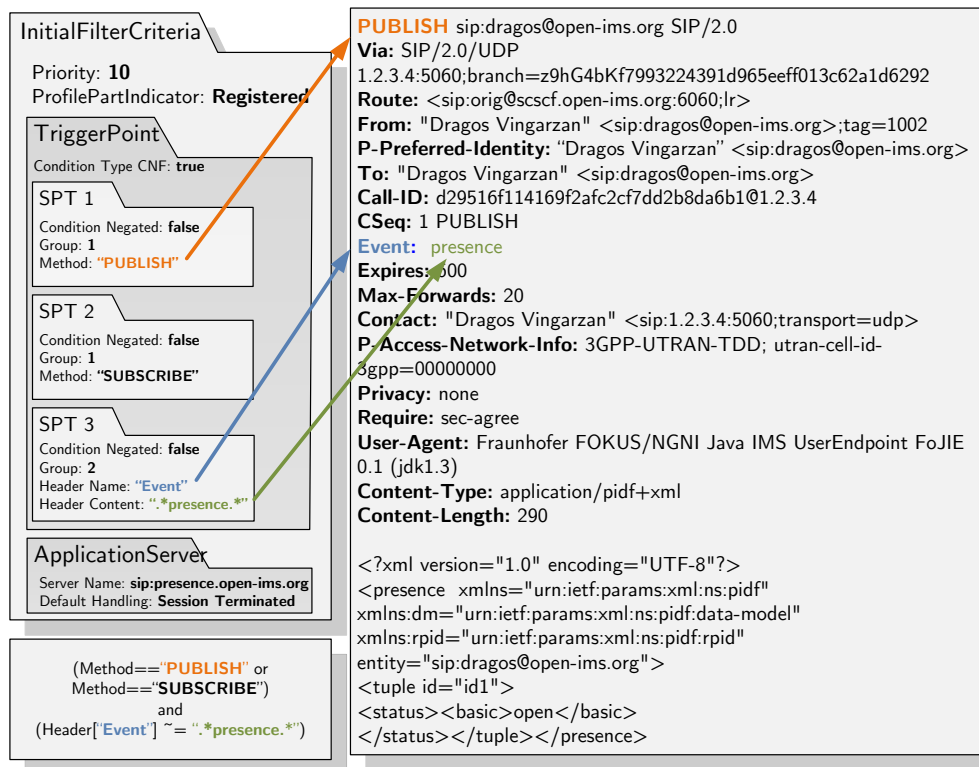 InitialFilterCriteria
Priority: 10
ProfilePartIndicator: Registered
TriggerPoint
Condition Type CNF: true
SPT 1
Condition Negated: false
Group: 1
Method: “PUBLISH”
SPT 2
Condition Negated: false
Group: 1
Method: “SUBSCRIBE”
SPT 3
Condition Negated: false
Group: 2
Header Name: “Event”
Header Content: “.*presence.*”
ApplicationServer
Server Name: sip:presence.open-ims.org
Default Handling: Session Terminated
(Method==“PUBLISH” or
Method==“SUBSCRIBE”)
and
(Header[“Event”] ~= “.*presence.*”)
PUBLISH sip:dragos@open-ims.org SIP/2.0
Via: SIP/2.0/UDP
1.2.3.4:5060;branch=z9hG4bKf7993224391d965eeff013c62a1d6292
Route: <sip:orig@scscf.open-ims.org:6060;lr>
From: "Dragos Vingarzan" <sip:dragos@open-ims.org>;tag=1002
P-Preferred-Identity: “Dragos Vingarzan” <sip:dragos@open-ims.org>
To: "Dragos Vingarzan" <sip:dragos@open-ims.org>
Call-ID: d29516f114169f2afc2cf7dd2b8da6b1@1.2.3.4
CSeq: 1 PUBLISH
Event: presence
Expires: 600
Max-Forwards: 20
Contact: "Dragos Vingarzan" <sip:1.2.3.4:5060;transport=udp>
P-Access-Network-Info: 3GPP-UTRAN-TDD; utran-cell-id-
3gpp=00000000
Privacy: none
Require: sec-agree
User-Agent: Fraunhofer FOKUS/NGNI Java IMS UserEndpoint FoJIE
0.1 (jdk1.3)
Content-Type: application/pidf+xml
Content-Length: 290
<?xml version="1.0" encoding="UTF-8"?>
<presence xmlns="urn:ietf:params:xml:ns:pidf"
xmlns:dm="urn:ietf:params:xml:ns:pidf:data-model"
xmlns:rpid="urn:ietf:params:xml:ns:pidf:rpid"
entity="sip:dragos@open-ims.org">
<tuple id="id1">
<status><basic>open</basic>
</status></tuple></presence>